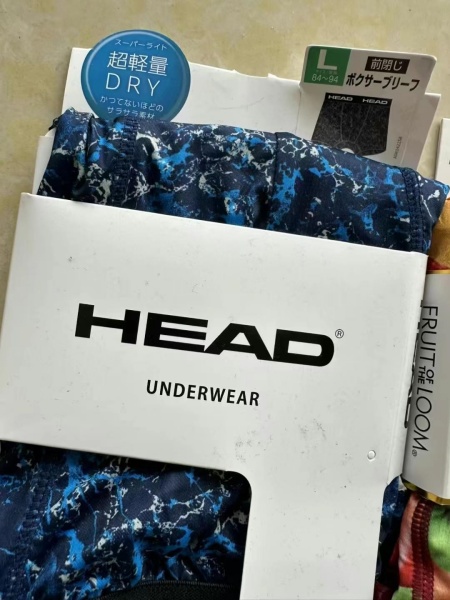 スーパーライト
超軽量
DRY
かつてないほどの
サラサラ素材
L
84～94
前閉じ
ボクサーブリーフ
HEAD HEAD
HEAD®
UNDERWEAR
FRUIT OF THE LOOM®